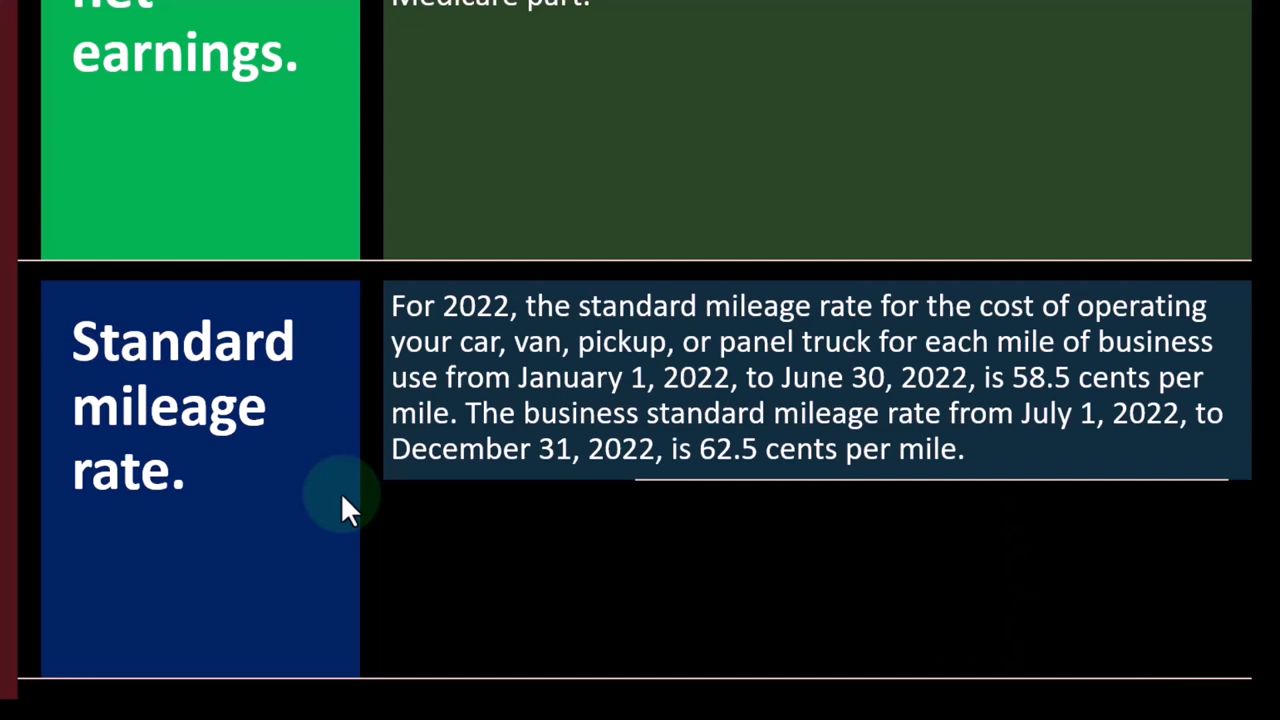 net
earnings.
Medicare part.
Standard
mileage
rate.
For 2022, the standard mileage rate for the cost of operating
your car, van, pickup, or panel truck for each mile of business
use from January 1, 2022, to June 30, 2022, is 58.5 cents per
mile. The business standard mileage rate from July 1, 2022, to
December 31, 2022, is 62.5 cents per mile.